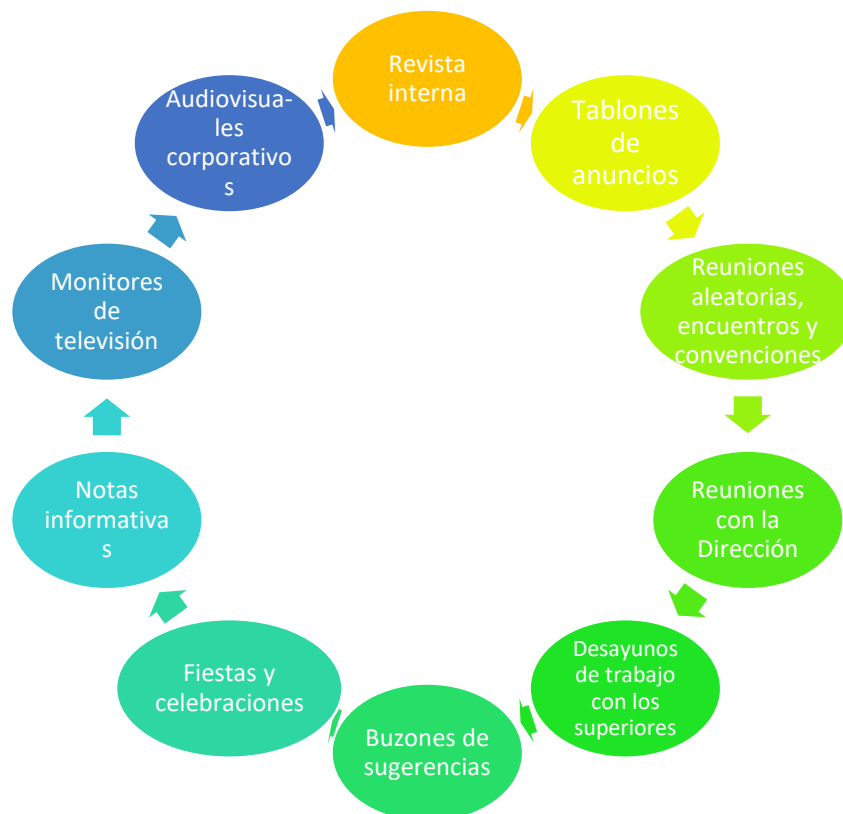 Revista
interna
Tablones
de
anuncios
Reuniones
aleatorias,
encuentros y
convenciones
Reuniones
con la
Dirección
Desayunos
de trabajo
con los
superiores
Buzones de
sugerencias
Fiestas y
celebraciones
Notas
informativa
s
Monitores
de
televisión
Audiovisua-
les
corporativo
s